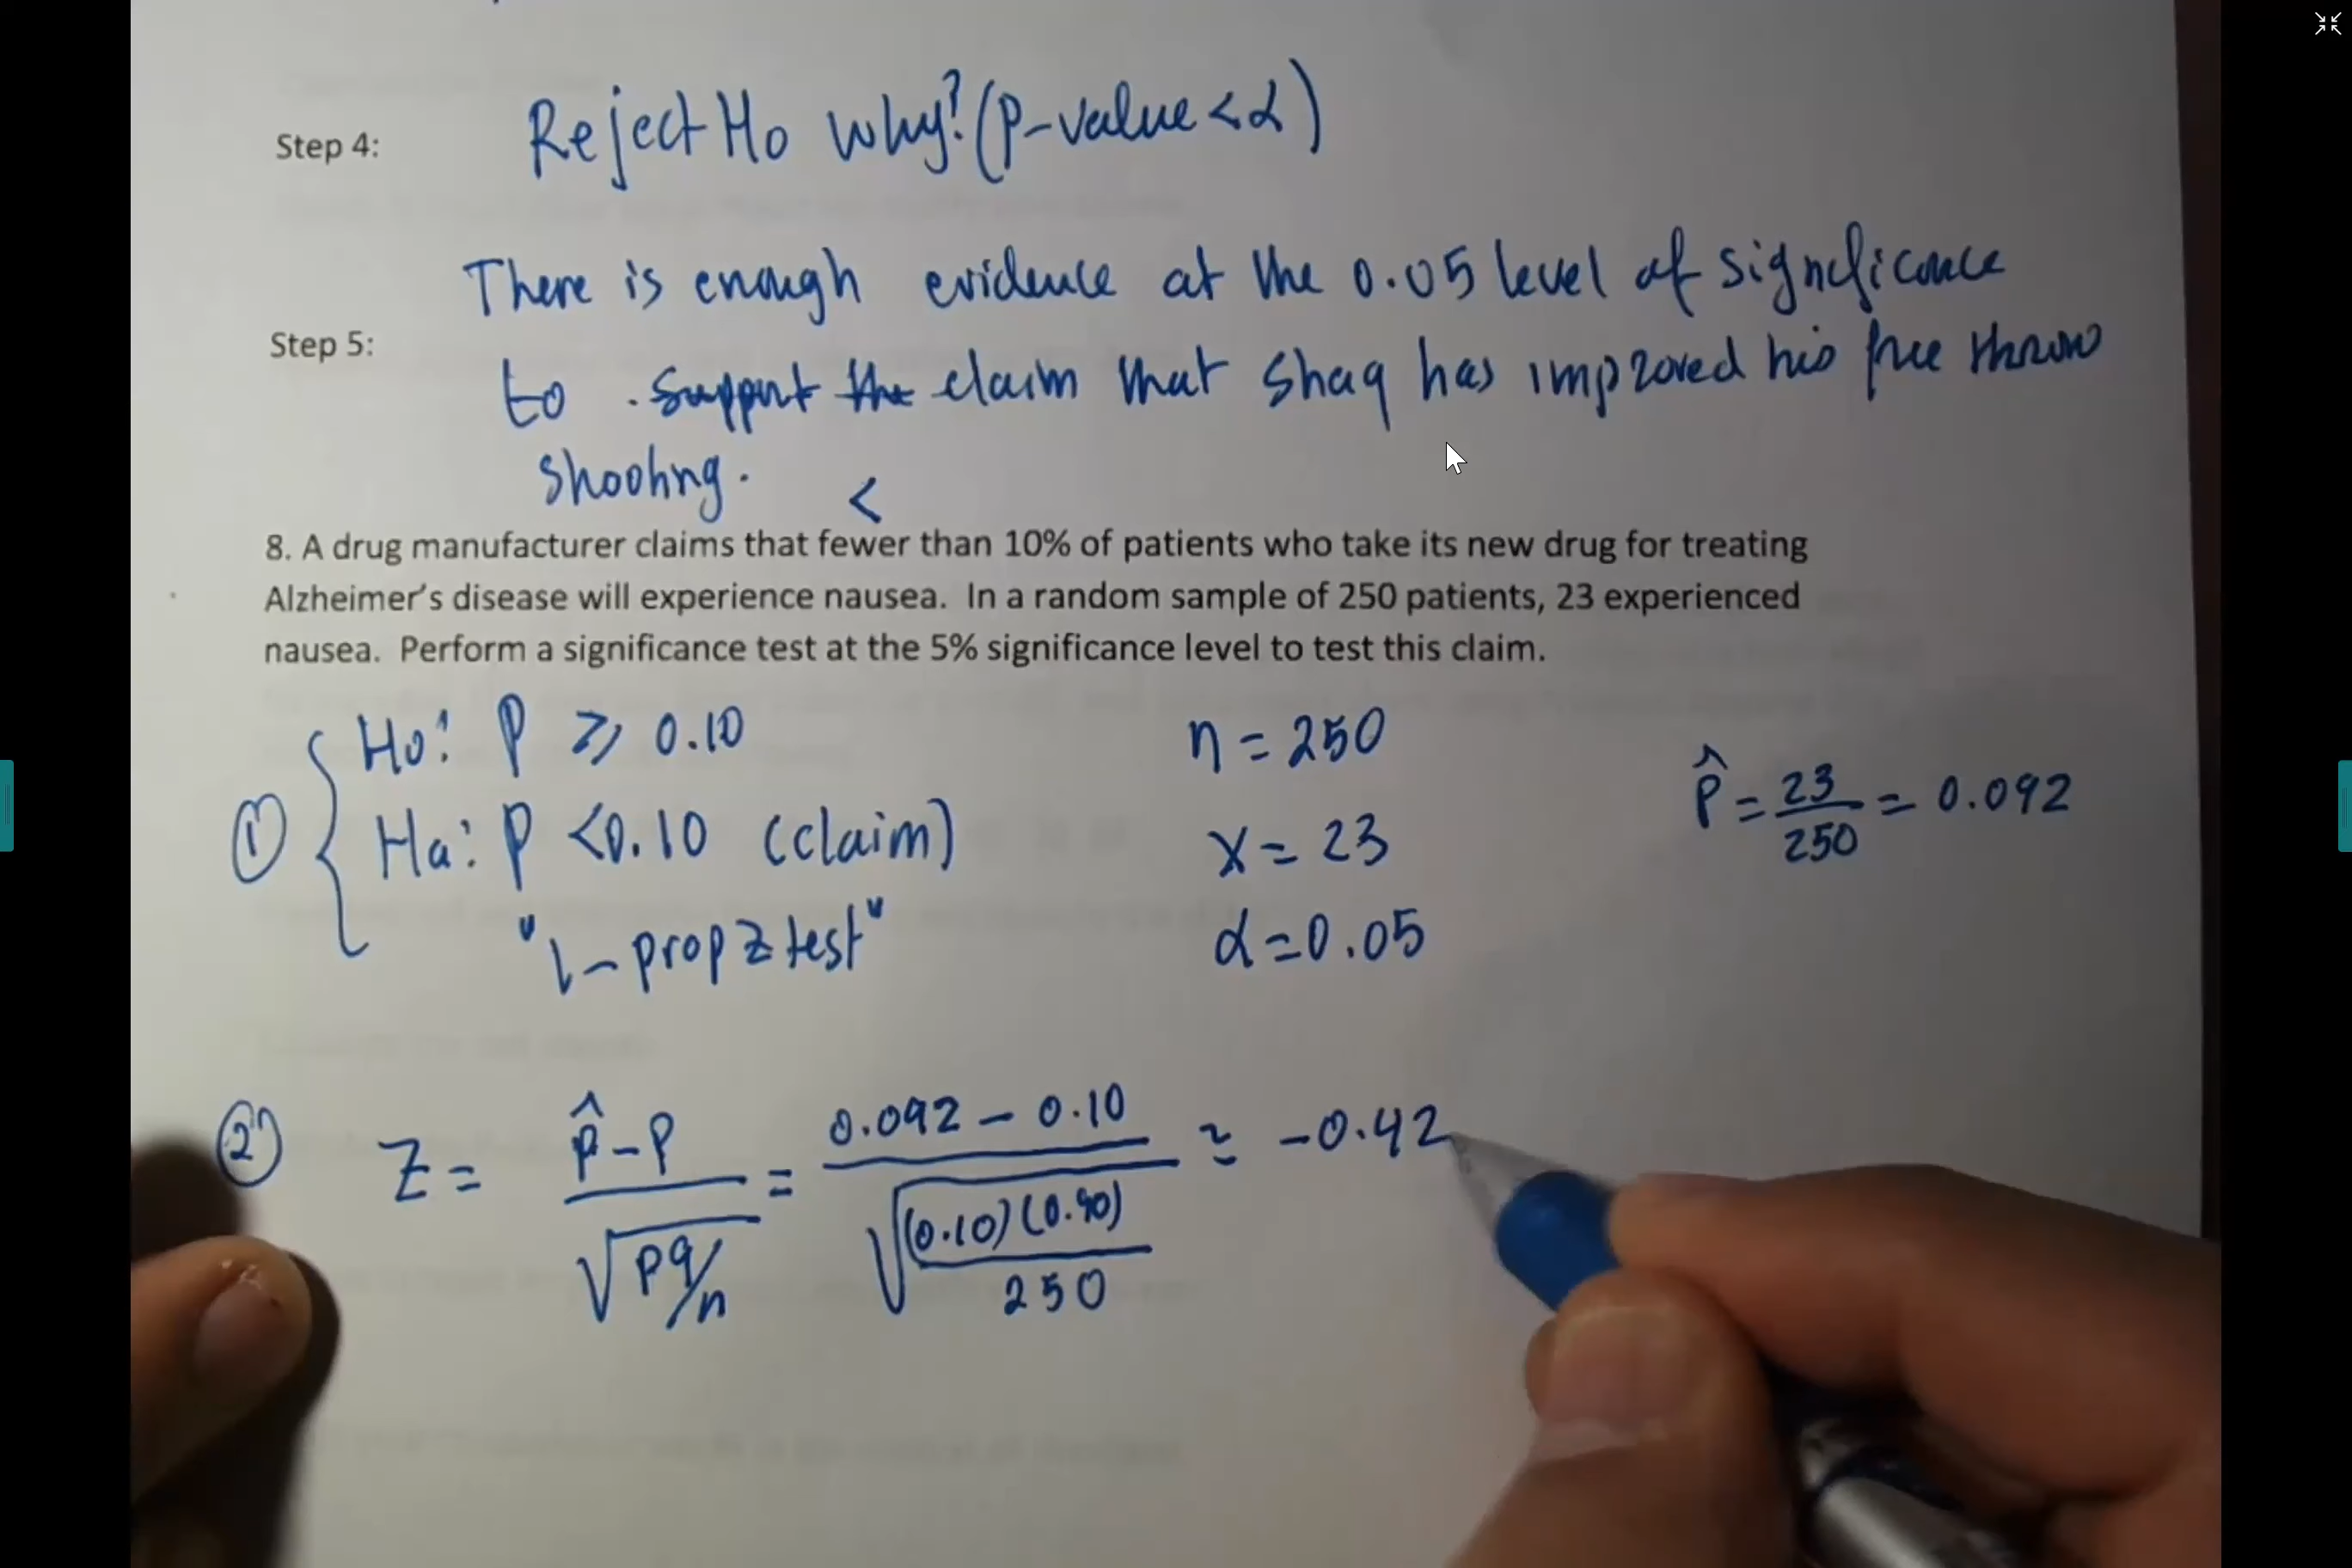 Step 4: Reject Ho why? (P-value < α)
There is enough evidence at the 0.05 level of significance
Step 5:
to . support the claim that Shaq has improved his free throw
shooting.
<
8. A drug manufacturer claims that fewer than 10% of patients who take its new drug for treating
Alzheimer's disease will experience nausea. In a random sample of 250 patients, 23 experienced
nausea. Perform a significance test at the 5% significance level to test this claim.
① { Ho: P ≥ 0.10 n = 250 p̂ = 23/250 = 0.092
Ha: P < 0.10 (claim) x = 23
"1-prop z test" α = 0.05
② Z = (p̂ - P)/√(pq/n) = (0.092 - 0.10)/√((0.10)(0.90)/250) ≃ -0.42